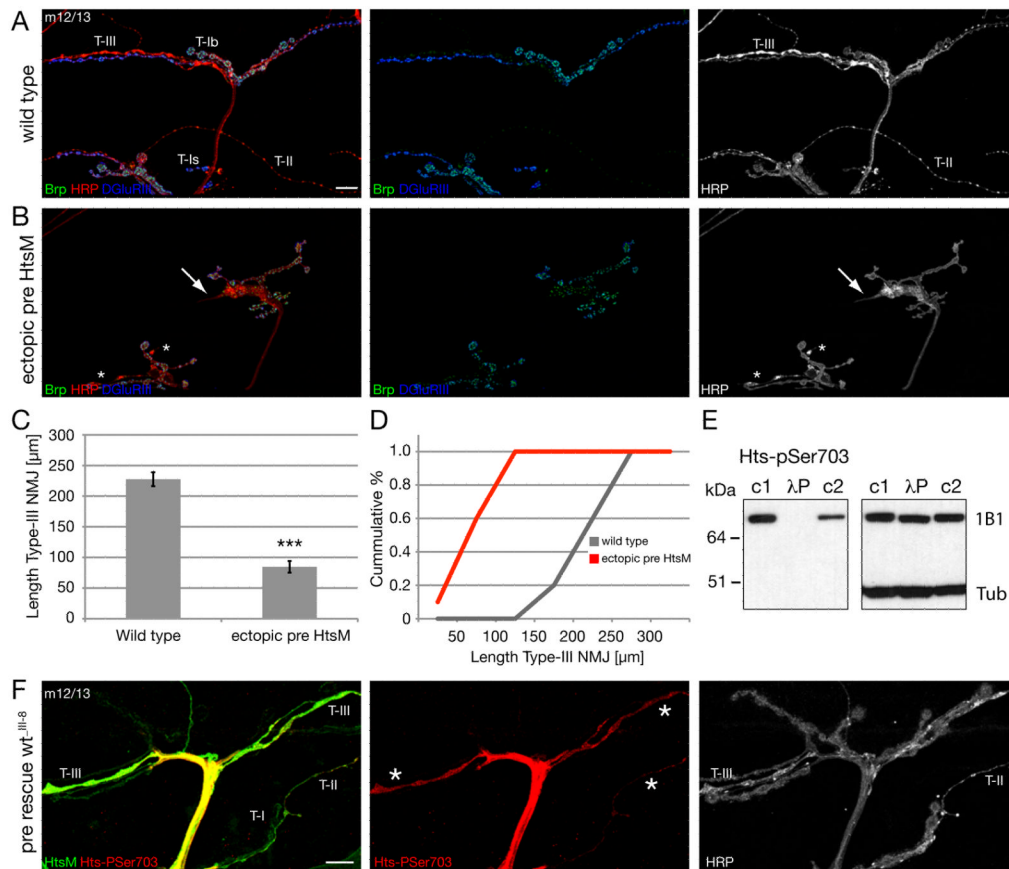 A
wild type
m12/13
T-III
T-Ib
T-Is
T-II
Brp HRP DGluRIII
Brp DGluRIII
T-III
T-II
HRP
B
ectopic pre HtsM
*
*
Brp HRP DGluRIII
Brp DGluRIII
*
*
HRP
C
Length Type-III NMJ [µm]
300
250
200
150
100
50
0
***
Wild type
ectopic pre HtsM
D
Cummulative %
1.0
0.8
0.6
0.4
0.2
0
wild type
ectopic pre HtsM
50 100 150 200 250 300
Length Type-III NMJ [µm]
E
Hts-pSer703
kDa
c1 λP c2
c1 λP c2
64
51
1B1
Tub
F
pre rescue wt-III-8
m12/13
T-III
T-III
T-II
T-I
HtsM Hts-PSer703
*
*
*
Hts-PSer703
T-III
T-II
HRP